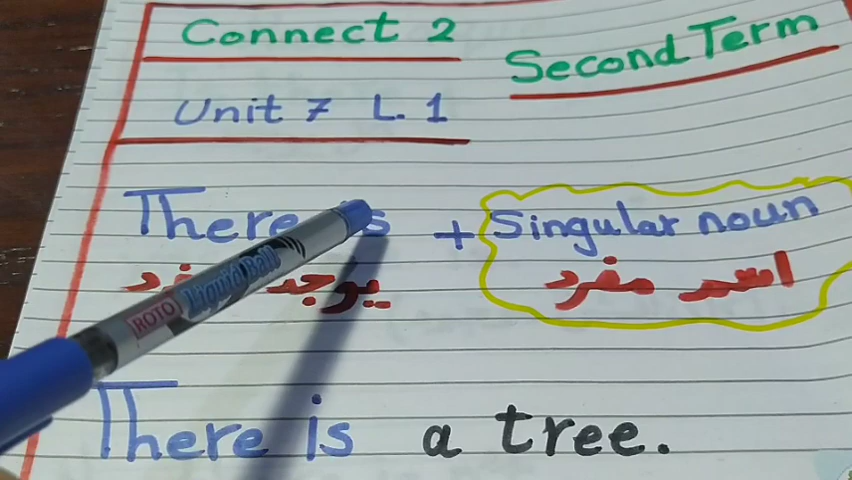 Connect 2
Second Term
Unit 7 L. 1
There is + Singular noun
يوجد اسم مفرد
ROTO Liquid Ball
There is a tree.